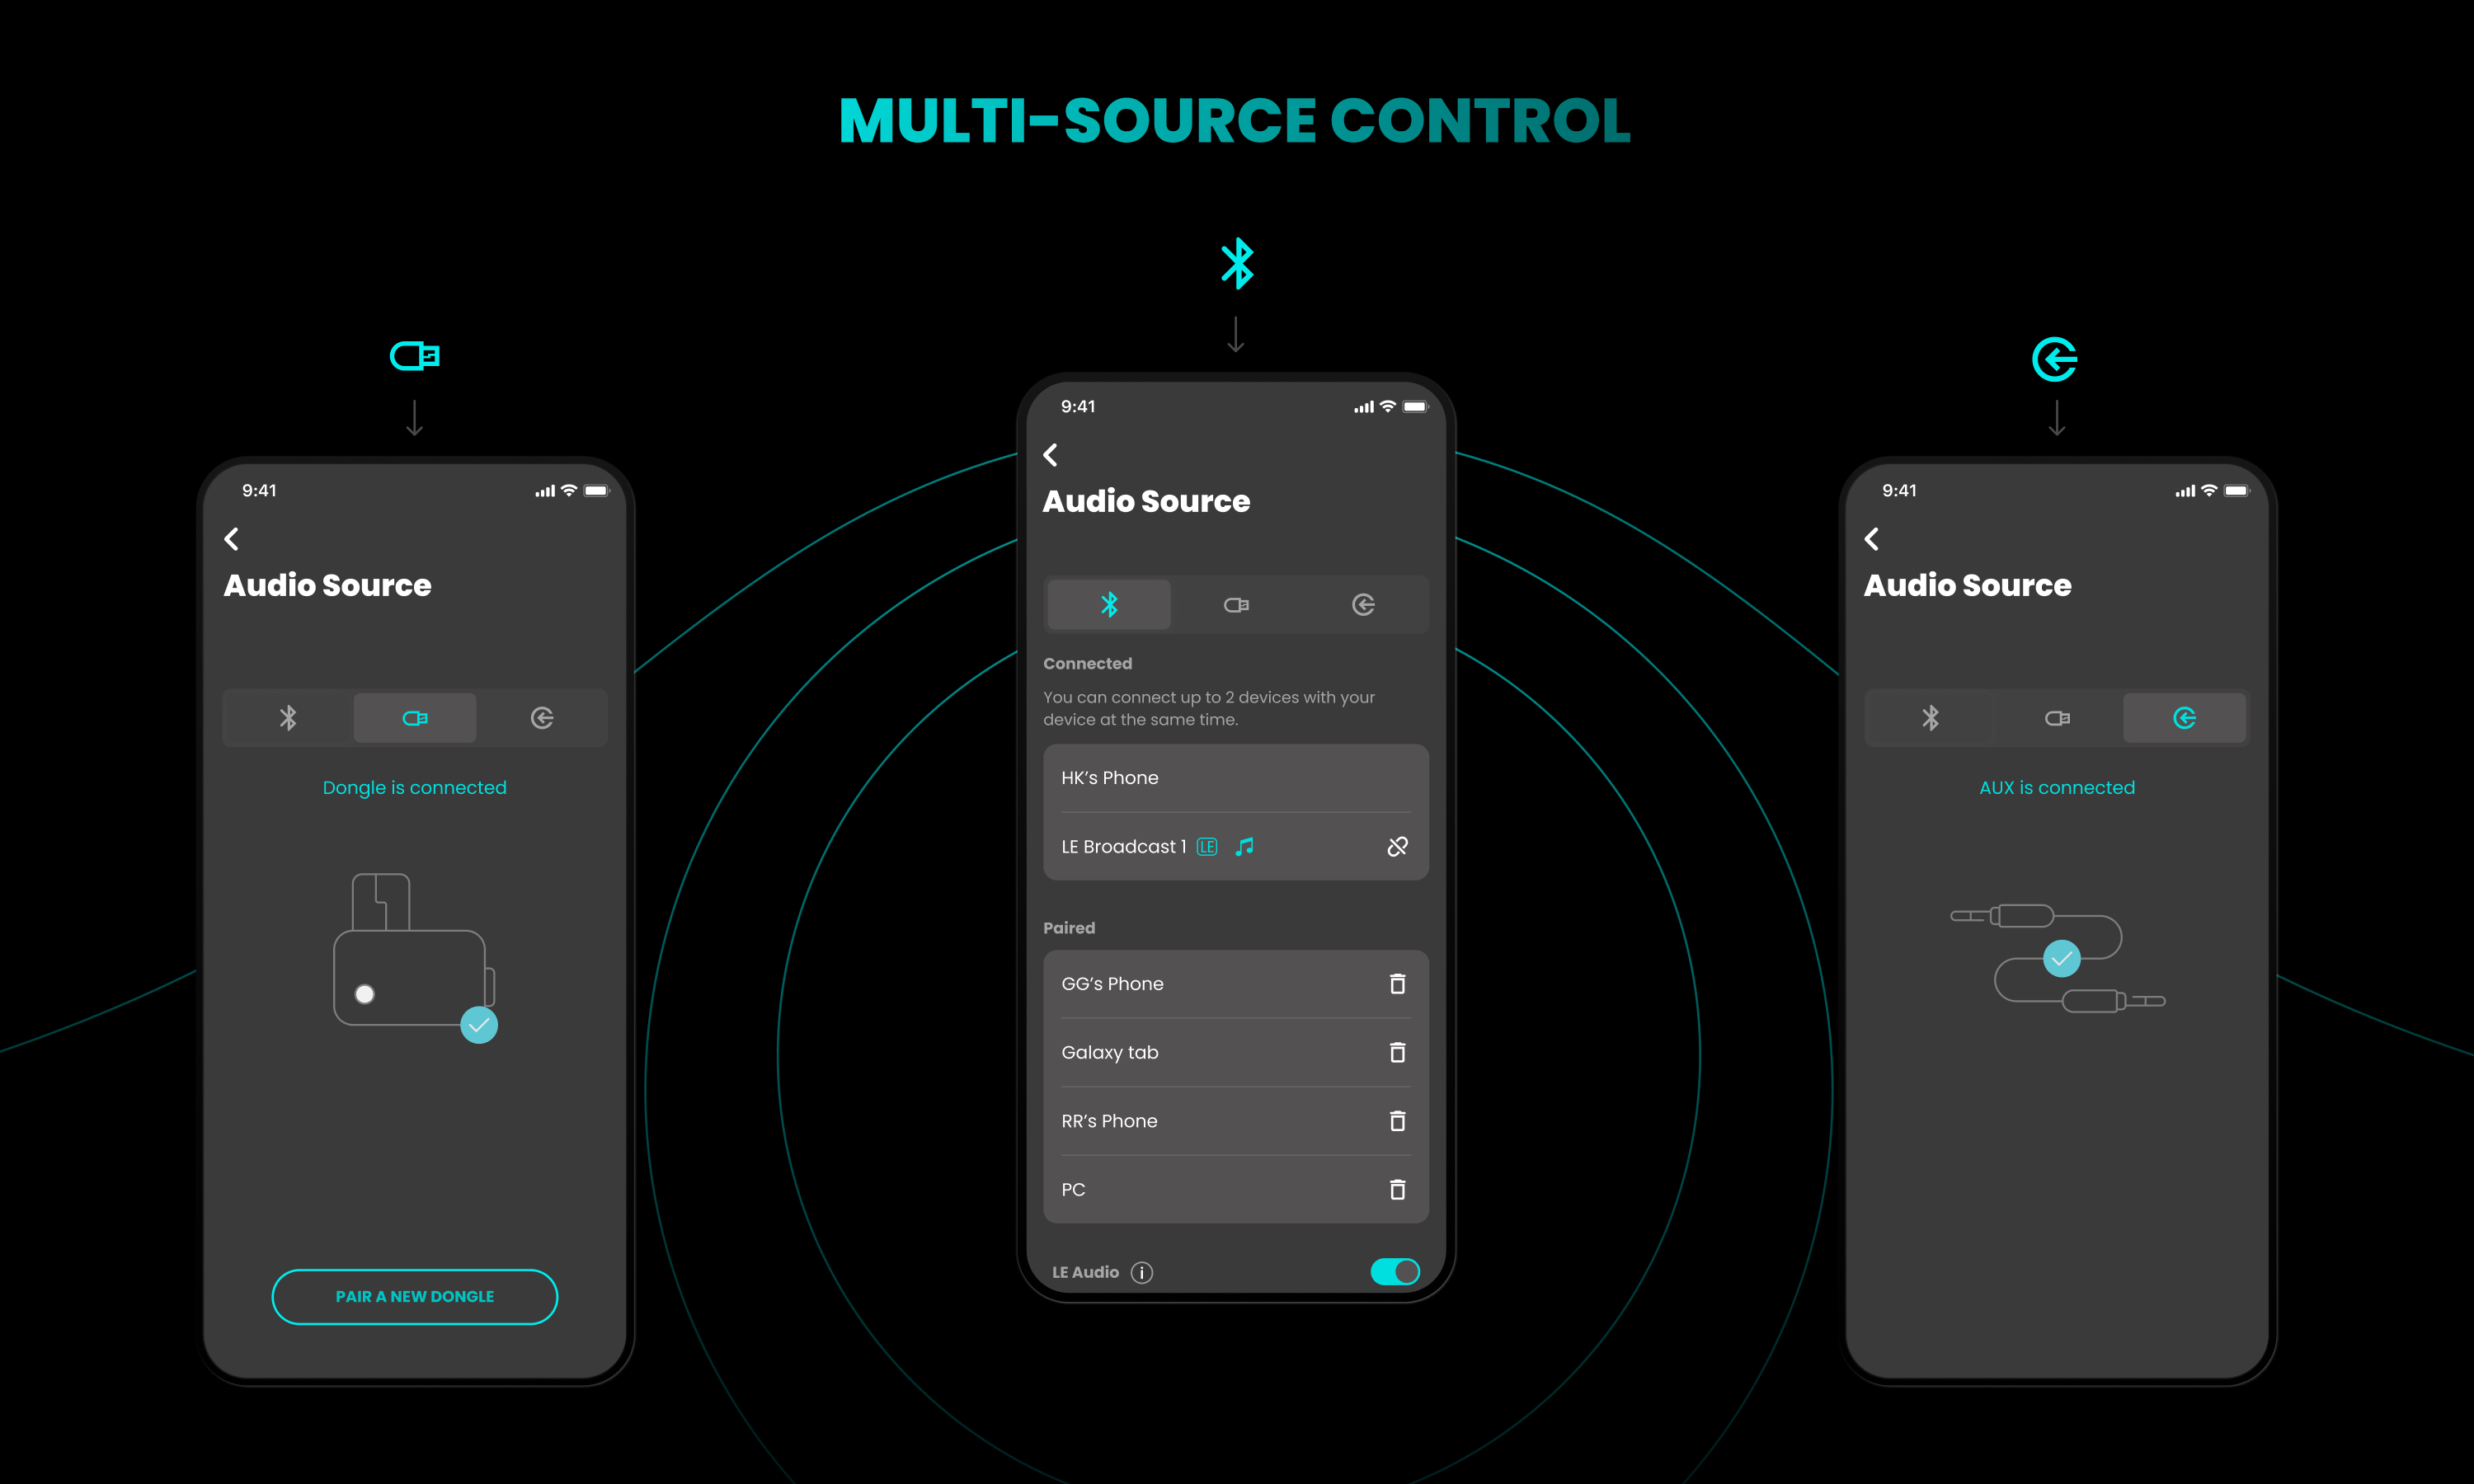 MULTI-SOURCE CONTROL
9:41
Audio Source
Dongle is connected
PAIR A NEW DONGLE
9:41
Audio Source
Connected
You can connect up to 2 devices with your
device at the same time.
HK’s Phone
LE Broadcast 1 LE
Paired
GG’s Phone
Galaxy tab
RR’s Phone
PC
LE Audio
9:41
Audio Source
AUX is connected